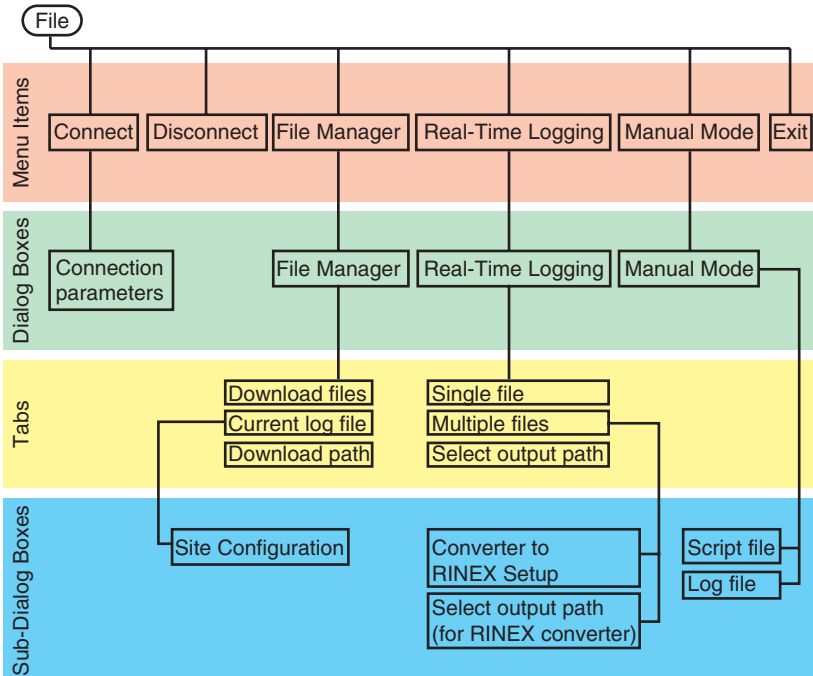 File
Menu Items
Connect
Disconnect
File Manager
Real-Time Logging
Manual Mode
Exit
Dialog Boxes
Connection
parameters
File Manager
Real-Time Logging
Manual Mode
Tabs
Download files
Current log file
Download path
Single file
Multiple files
Select output path
Sub-Dialog Boxes
Site Configuration
Converter to
RINEX Setup
Select output path
(for RINEX converter)
Script file
Log file